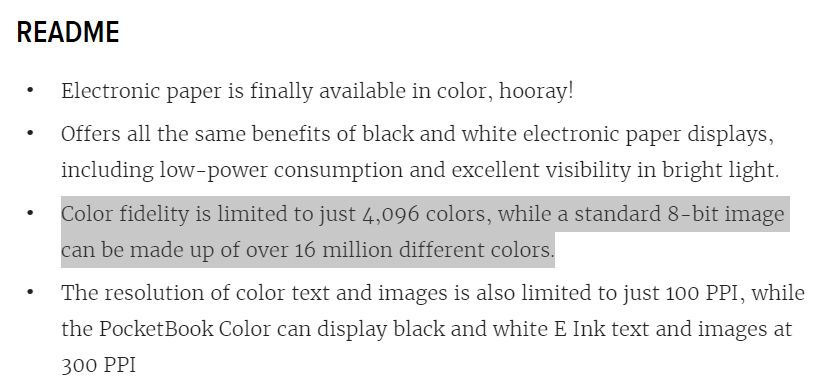 README
• Electronic paper is finally available in color, hooray!
• Offers all the same benefits of black and white electronic paper displays,
including low-power consumption and excellent visibility in bright light.
• Color fidelity is limited to just 4,096 colors, while a standard 8-bit image
can be made up of over 16 million different colors.
• The resolution of color text and images is also limited to just 100 PPI, while
the PocketBook Color can display black and white E Ink text and images at
300 PPI